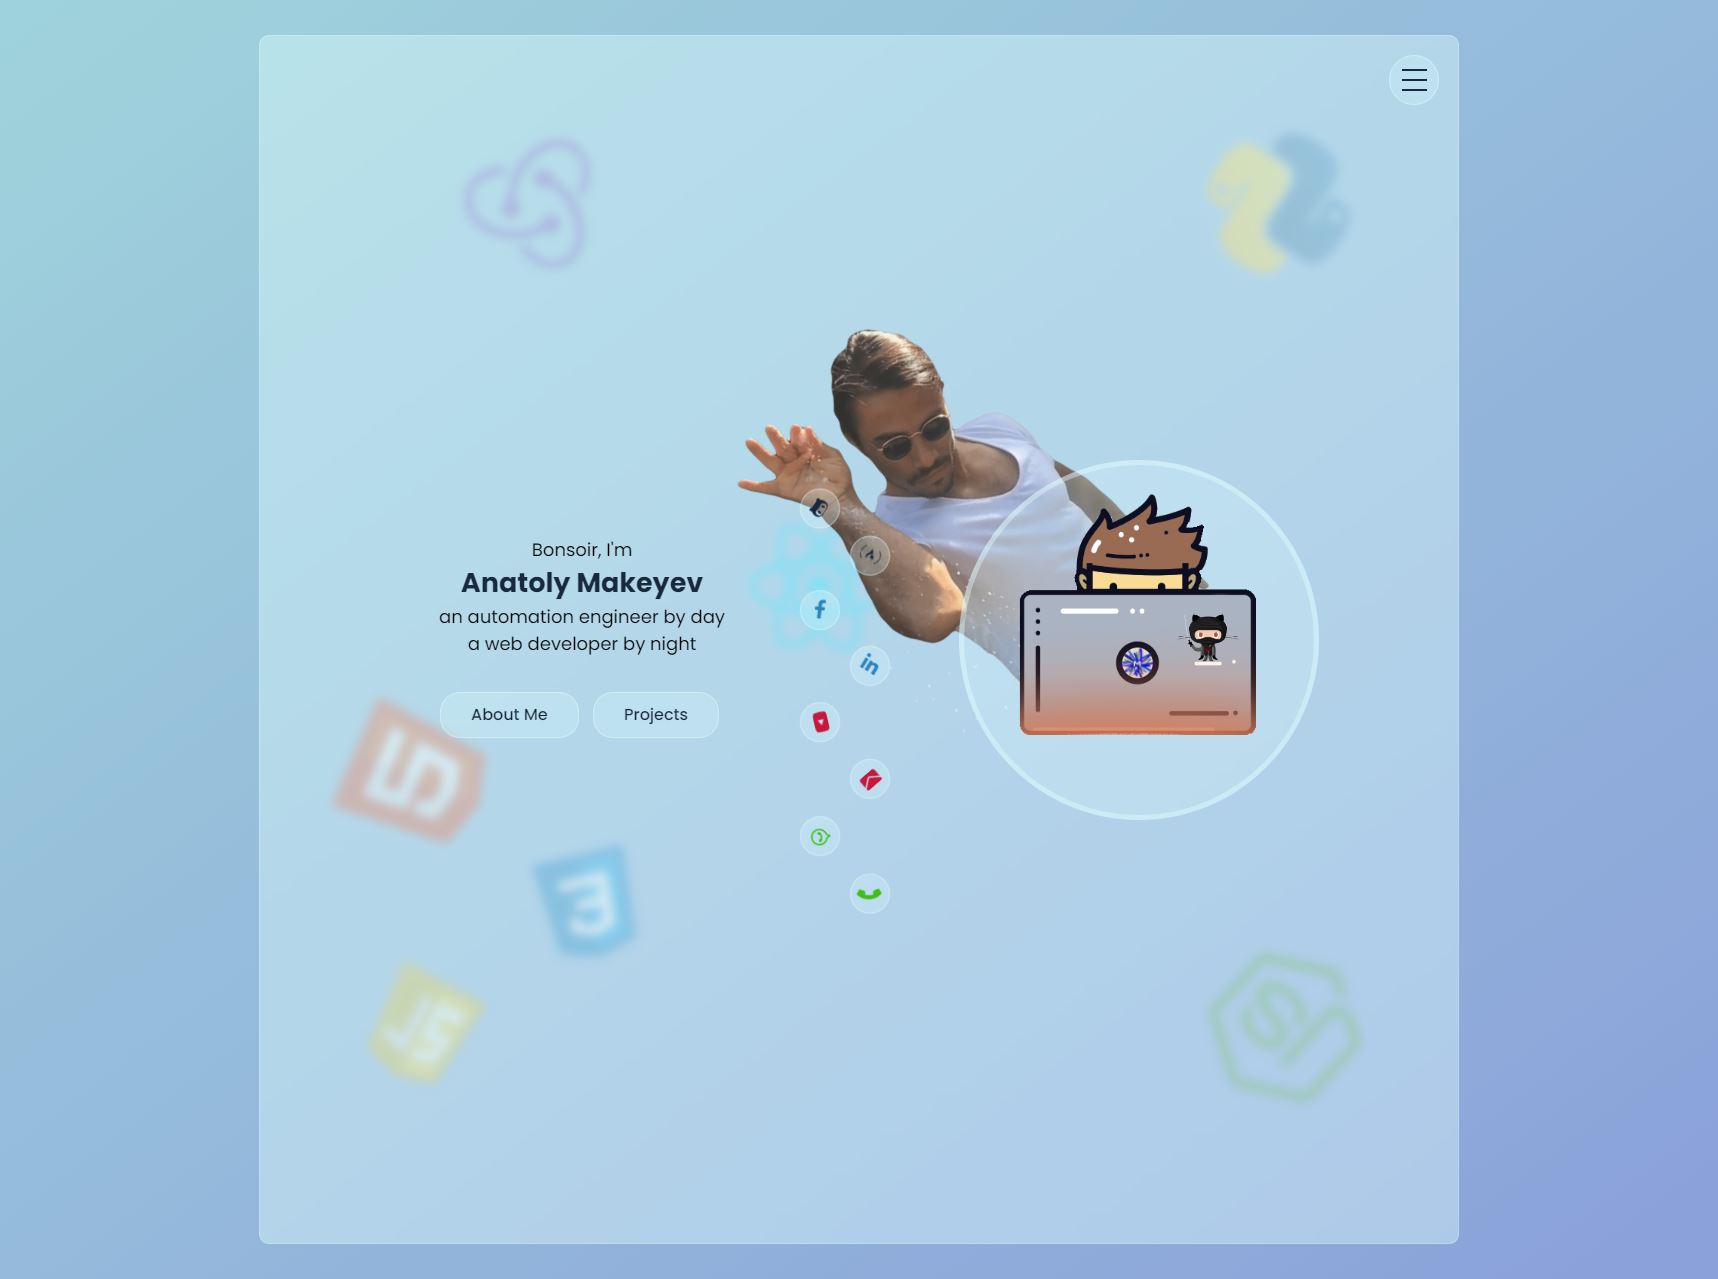 Bonsoir, I'm
Anatoly Makeyev
an automation engineer by day
a web developer by night
About Me
Projects